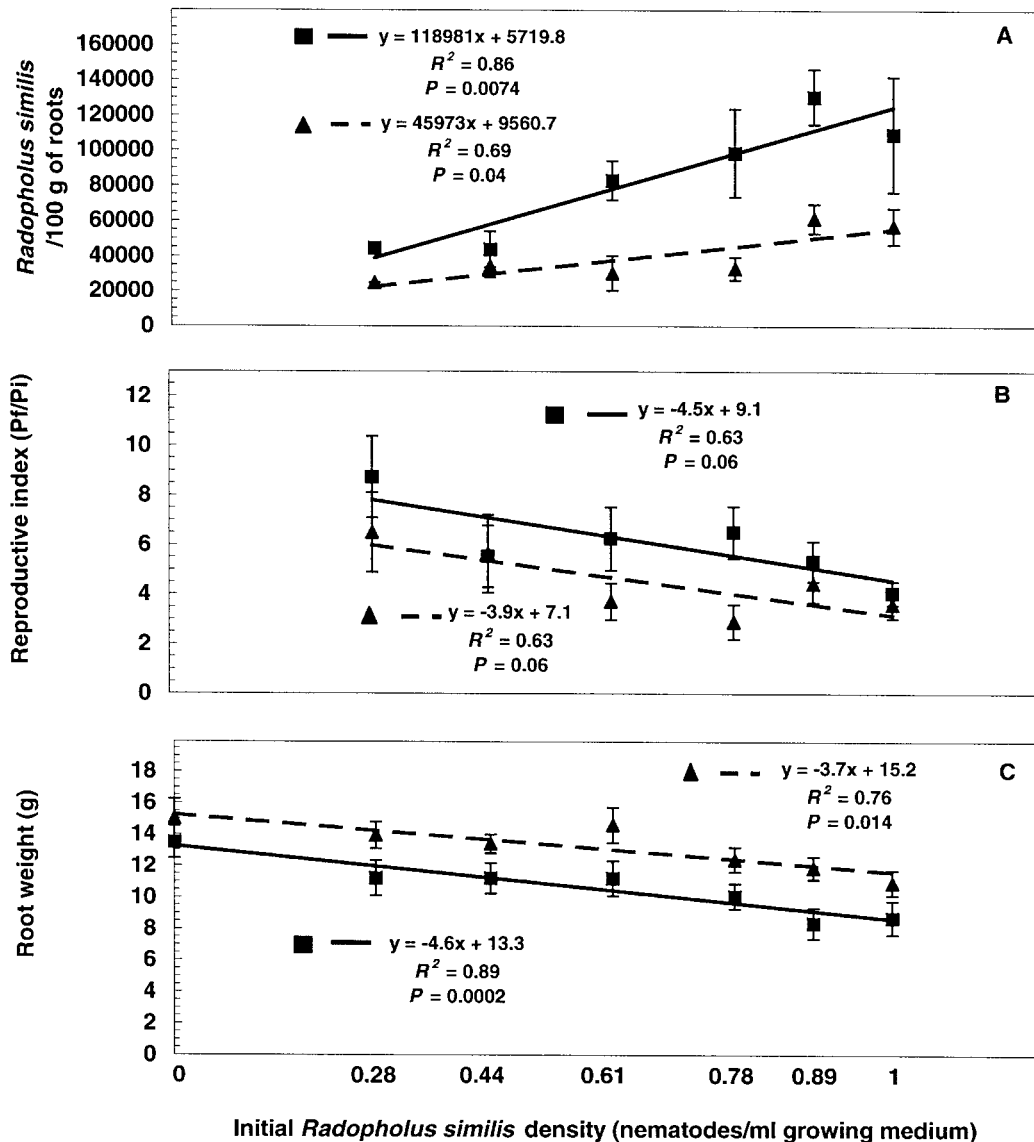 A
160000
140000
120000
100000
80000
60000
40000
20000
0
Radopholus similis
/100 g of roots
y = 118981x + 5719.8
R² = 0.86
P = 0.0074
y = 45973x + 9560.7
R² = 0.69
P = 0.04
B
12
10
8
6
4
2
0
Reproductive index (Pf/Pi)
y = -4.5x + 9.1
R² = 0.63
P = 0.06
y = -3.9x + 7.1
R² = 0.63
P = 0.06
C
18
16
14
12
10
8
6
4
2
0
Root weight (g)
y = -3.7x + 15.2
R² = 0.76
P = 0.014
y = -4.6x + 13.3
R² = 0.89
P = 0.0002
0 0.28 0.44 0.61 0.78 0.89 1
Initial Radopholus similis density (nematodes/ml growing medium)